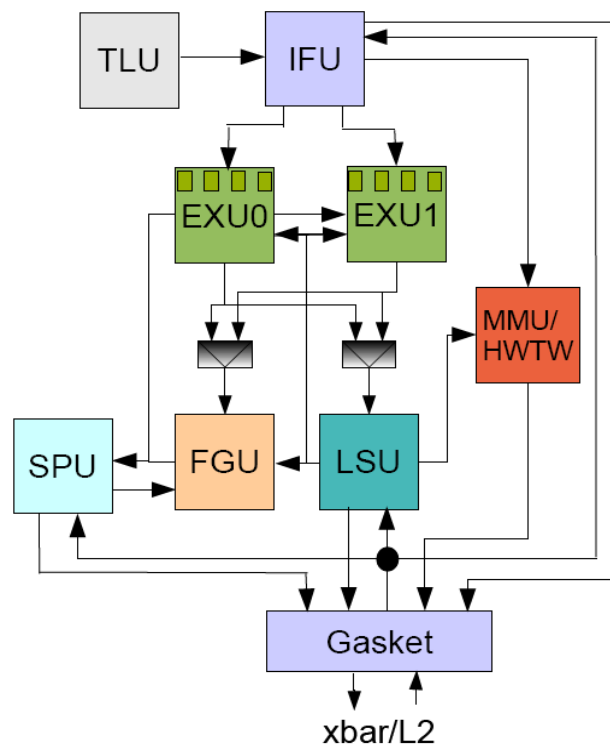 TLU
IFU
EXU0
EXU1
MMU/
HWTW
SPU
FGU
LSU
Gasket
xbar/L2